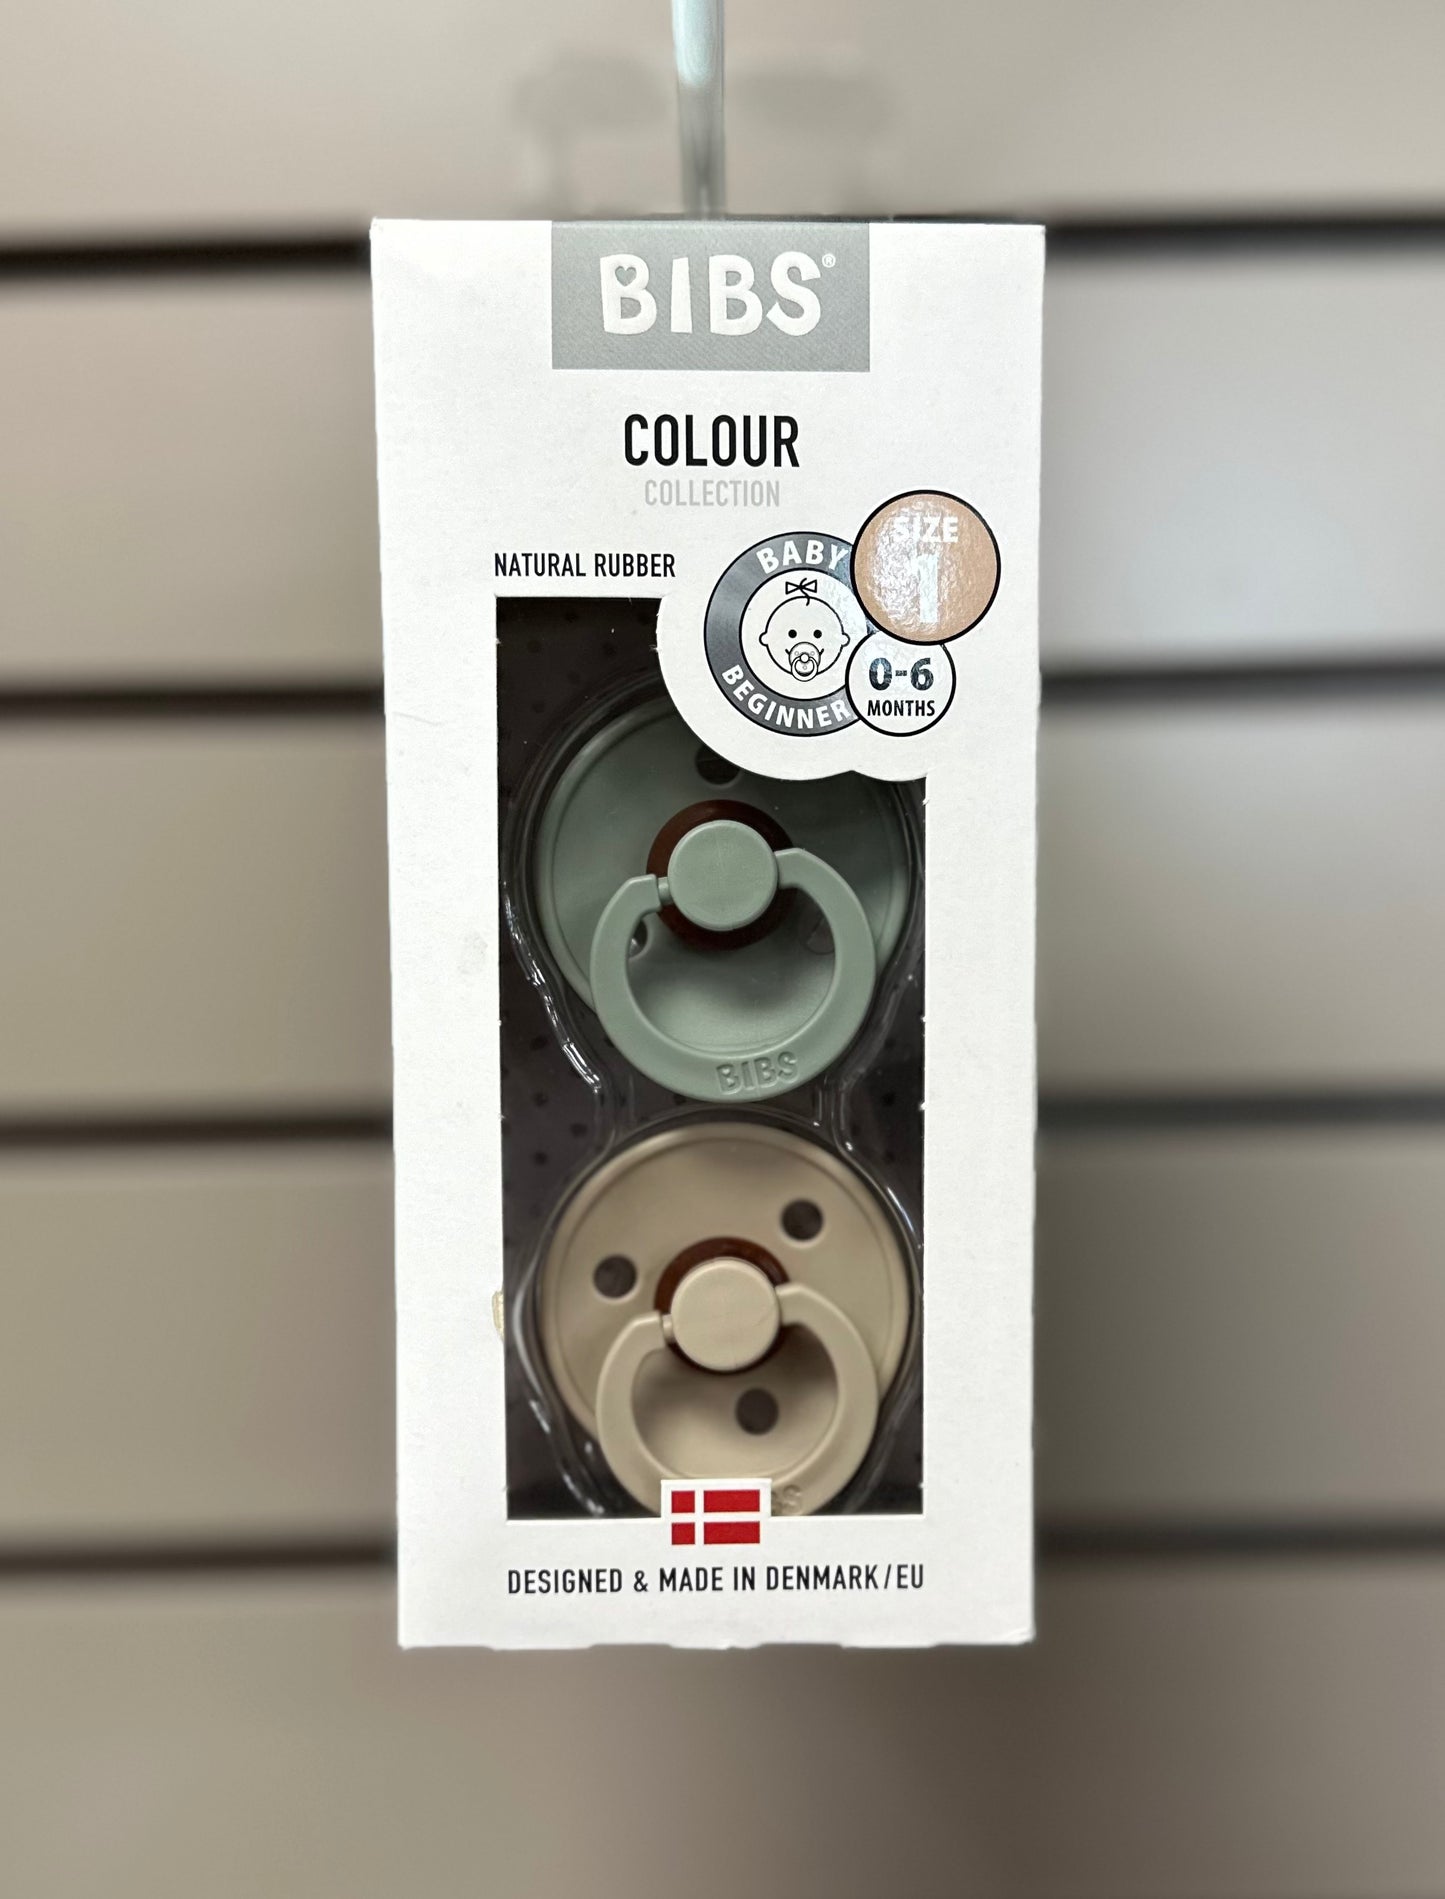 BIBS®
COLOUR
COLLECTION
NATURAL RUBBER
BABY
BEGINNER
SIZE
1
0-6
MONTHS
BIBS
DESIGNED & MADE IN DENMARK/EU